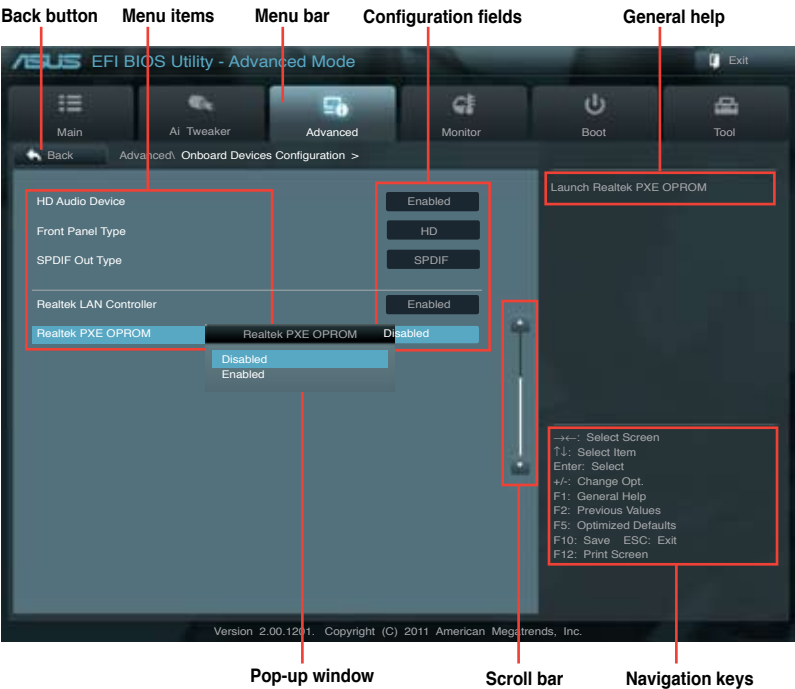 Back button Menu items Menu bar Configuration fields General help
ASUS EFI BIOS Utility - Advanced Mode Exit
Main Ai Tweaker Advanced Monitor Boot Tool
Back Advanced\ Onboard Devices Configuration >
Launch Realtek PXE OPROM
HD Audio Device Enabled
Front Panel Type HD
SPDIF Out Type SPDIF
Realtek LAN Controller Enabled
Realtek PXE OPROM Disabled
Realtek PXE OPROM
Disabled
Enabled
→←: Select Screen
↑↓: Select Item
Enter: Select
+/-: Change Opt.
F1: General Help
F2: Previous Values
F5: Optimized Defaults
F10: Save ESC: Exit
F12: Print Screen
Version 2.00.1201. Copyright (C) 2011 American Megatrends, Inc.
Pop-up window Scroll bar Navigation keys